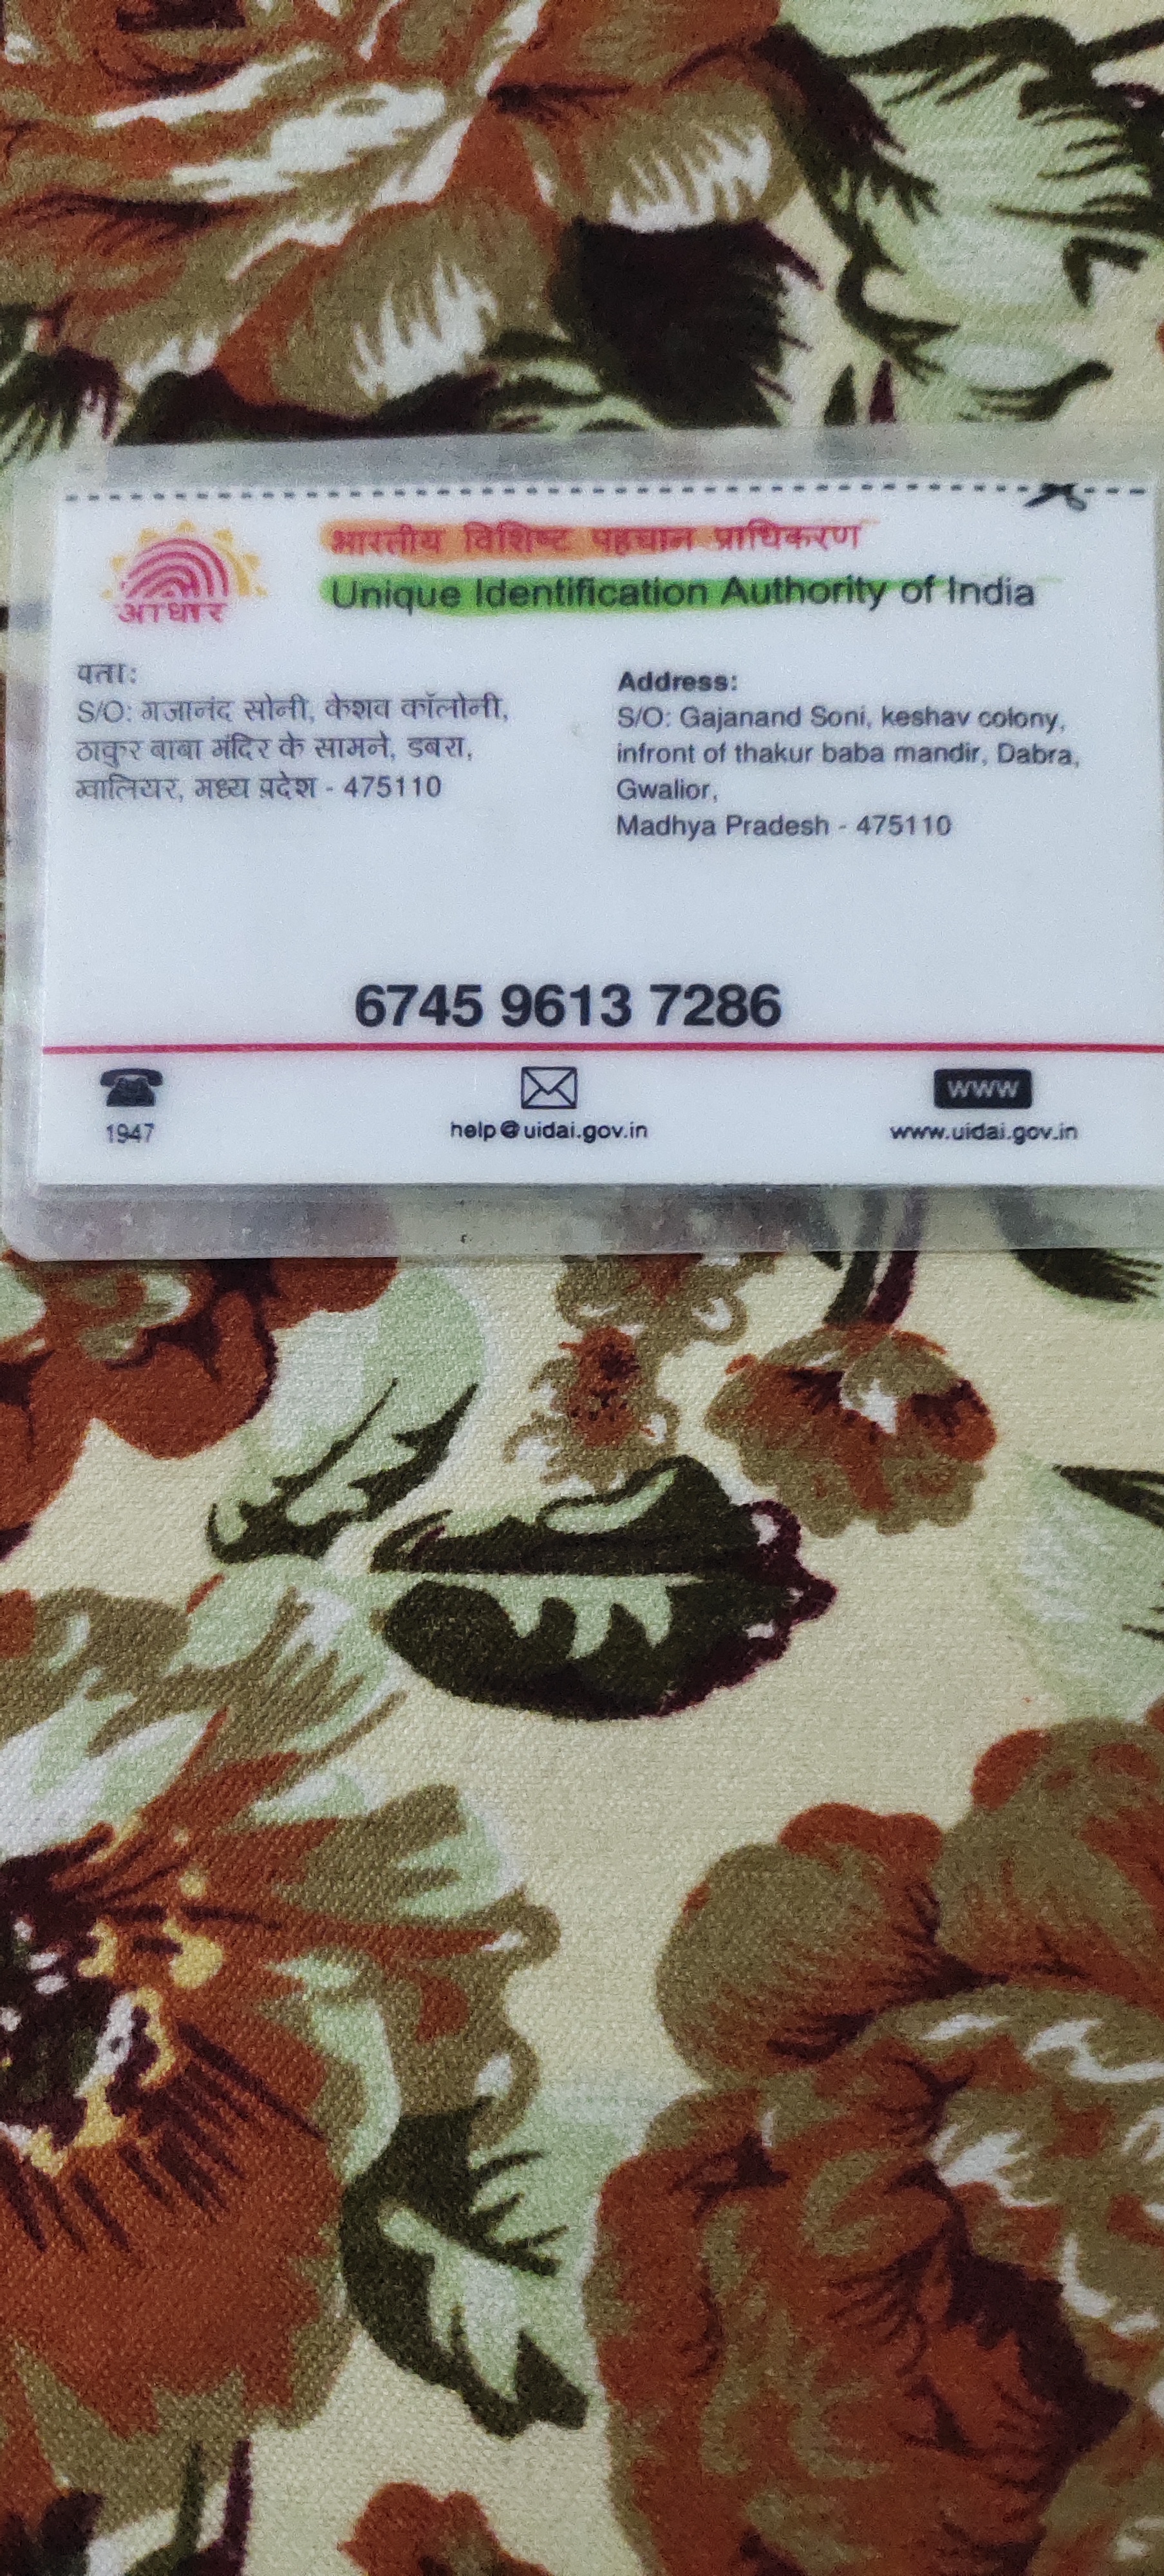 आधार
भारतीय विशिष्ट पहचान प्राधिकरण
Unique Identification Authority of India
पता:
S/O: गजानंद सोनी, केशव कॉलोनी,
ठाकुर बाबा मंदिर के सामने, डबरा,
ग्वालियर, मध्य प्रदेश - 475110
Address:
S/O: Gajanand Soni, keshav colony,
infront of thakur baba mandir, Dabra,
Gwalior,
Madhya Pradesh - 475110
6745 9613 7286
1947
help@uidai.gov.in
www
www.uidai.gov.in